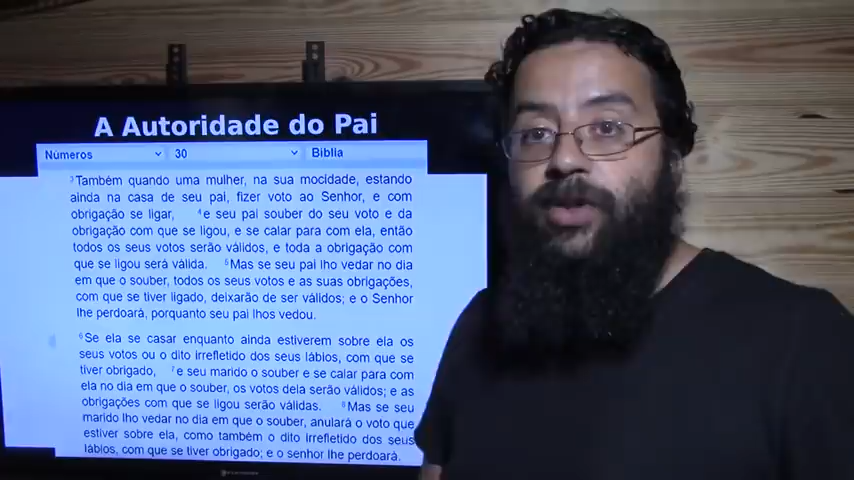 A Autoridade do Pai
Números 30 Bíblia
3Também quando uma mulher, na sua mocidade, estando
ainda na casa de seu pai, fizer voto ao Senhor, e com
obrigação se ligar, 4e seu pai souber do seu voto e da
obrigação com que se ligou, e se calar para com ela, então
todos os seus votos serão válidos, e toda a obrigação com
que se ligou será válida. 5Mas se seu pai lho vedar no dia
em que o souber, todos os seus votos e as suas obrigações,
com que se tiver ligado, deixarão de ser válidos; e o Senhor
lhe perdoará, porquanto seu pai lhos vedou.
6Se ela se casar enquanto ainda estiverem sobre ela os
seus votos ou o dito irrefletido dos seus lábios, com que se
tiver obrigado, 7e seu marido o souber e se calar para com
ela no dia em que o souber, os votos dela serão válidos; e as
obrigações com que se ligou serão válidas. 8Mas se seu
marido lho vedar no dia em que o souber, anulará o voto que
estiver sobre ela, como também o dito irrefletido dos seus
lábios, com que se tiver obrigado; e o senhor lhe perdoará.